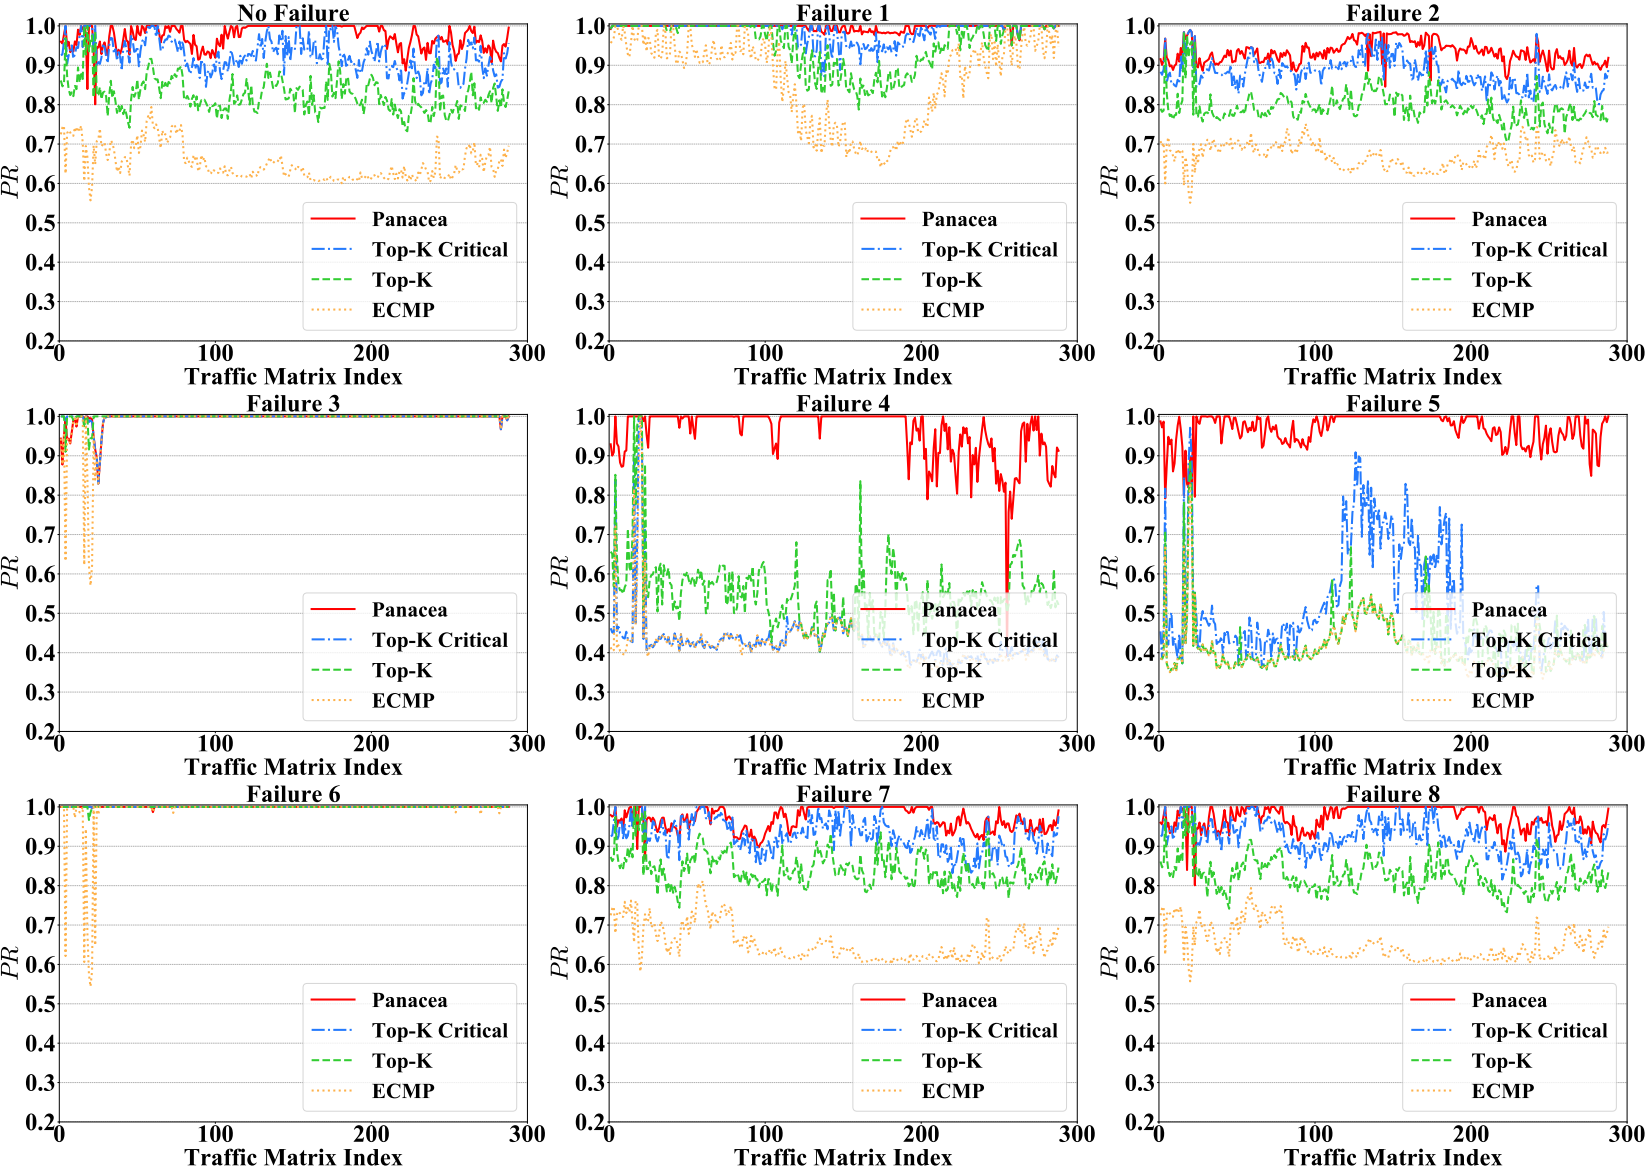 No Failure
1.0
0.9
0.8
0.7
0.6
0.5
0.4
0.3
0.2
PR
0 100 200 300
Traffic Matrix Index
Panacea
Top-K Critical
Top-K
ECMP
Failure 1
1.0
0.9
0.8
0.7
0.6
0.5
0.4
0.3
0.2
PR
0 100 200 300
Traffic Matrix Index
Panacea
Top-K Critical
Top-K
ECMP
Failure 2
1.0
0.9
0.8
0.7
0.6
0.5
0.4
0.3
0.2
PR
0 100 200 300
Traffic Matrix Index
Panacea
Top-K Critical
Top-K
ECMP
Failure 3
1.0
0.9
0.8
0.7
0.6
0.5
0.4
0.3
0.2
PR
0 100 200 300
Traffic Matrix Index
Panacea
Top-K Critical
Top-K
ECMP
Failure 4
1.0
0.9
0.8
0.7
0.6
0.5
0.4
0.3
0.2
PR
0 100 200 300
Traffic Matrix Index
Panacea
Top-K Critical
Top-K
ECMP
Failure 5
1.0
0.9
0.8
0.7
0.6
0.5
0.4
0.3
0.2
PR
0 100 200 300
Traffic Matrix Index
Panacea
Top-K Critical
Top-K
ECMP
Failure 6
1.0
0.9
0.8
0.7
0.6
0.5
0.4
0.3
0.2
PR
0 100 200 300
Traffic Matrix Index
Panacea
Top-K Critical
Top-K
ECMP
Failure 7
1.0
0.9
0.8
0.7
0.6
0.5
0.4
0.3
0.2
PR
0 100 200 300
Traffic Matrix Index
Panacea
Top-K Critical
Top-K
ECMP
Failure 8
1.0
0.9
0.8
0.7
0.6
0.5
0.4
0.3
0.2
PR
0 100 200 300
Traffic Matrix Index
Panacea
Top-K Critical
Top-K
ECMP